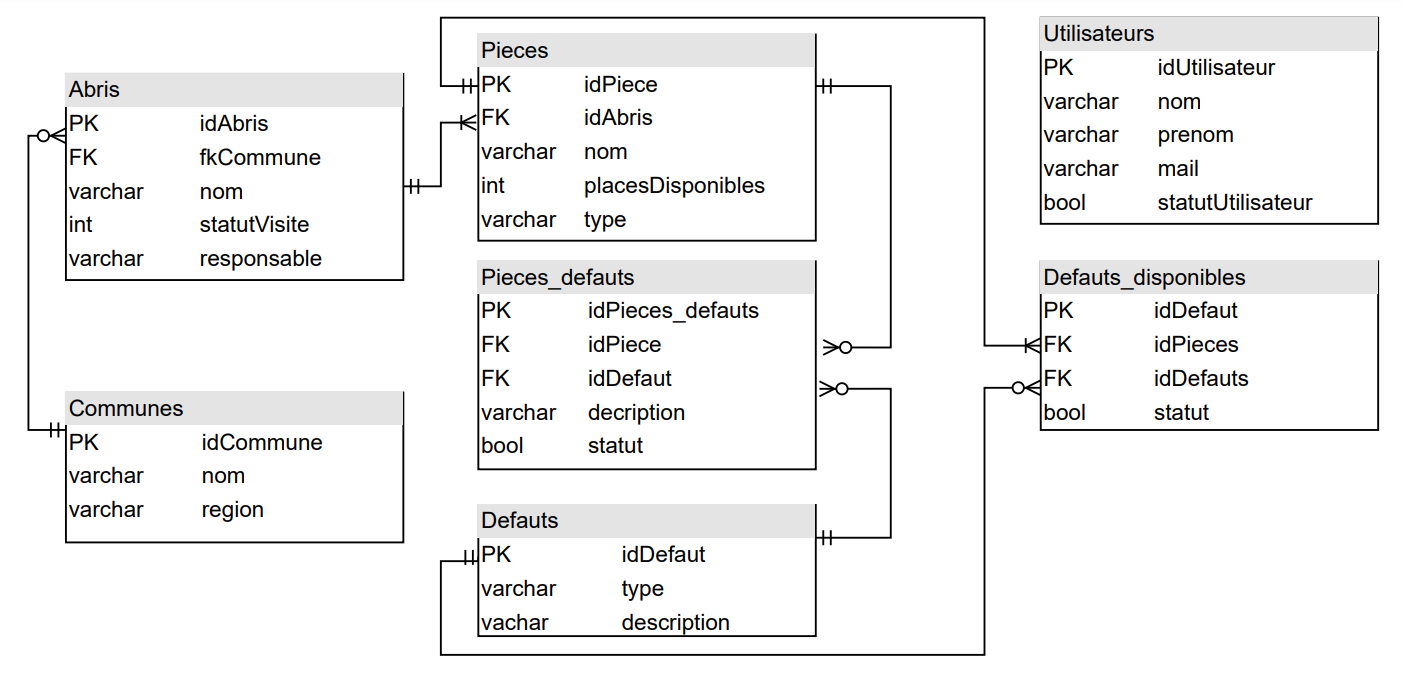 Abris
PK idAbris
FK fkCommune
varchar nom
int statutVisite
varchar responsable
Communes
PK idCommune
varchar nom
varchar region
Pieces
PK idPiece
FK idAbris
varchar nom
int placesDisponibles
varchar type
Pieces_defauts
PK idPieces_defauts
FK idPiece
FK idDefaut
varchar decription
bool statut
Defauts
PK idDefaut
varchar type
vachar description
Utilisateurs
PK idUtilisateur
varchar nom
varchar prenom
varchar mail
bool statutUtilisateur
Defauts_disponibles
PK idDefaut
FK idPieces
FK idDefauts
bool statut